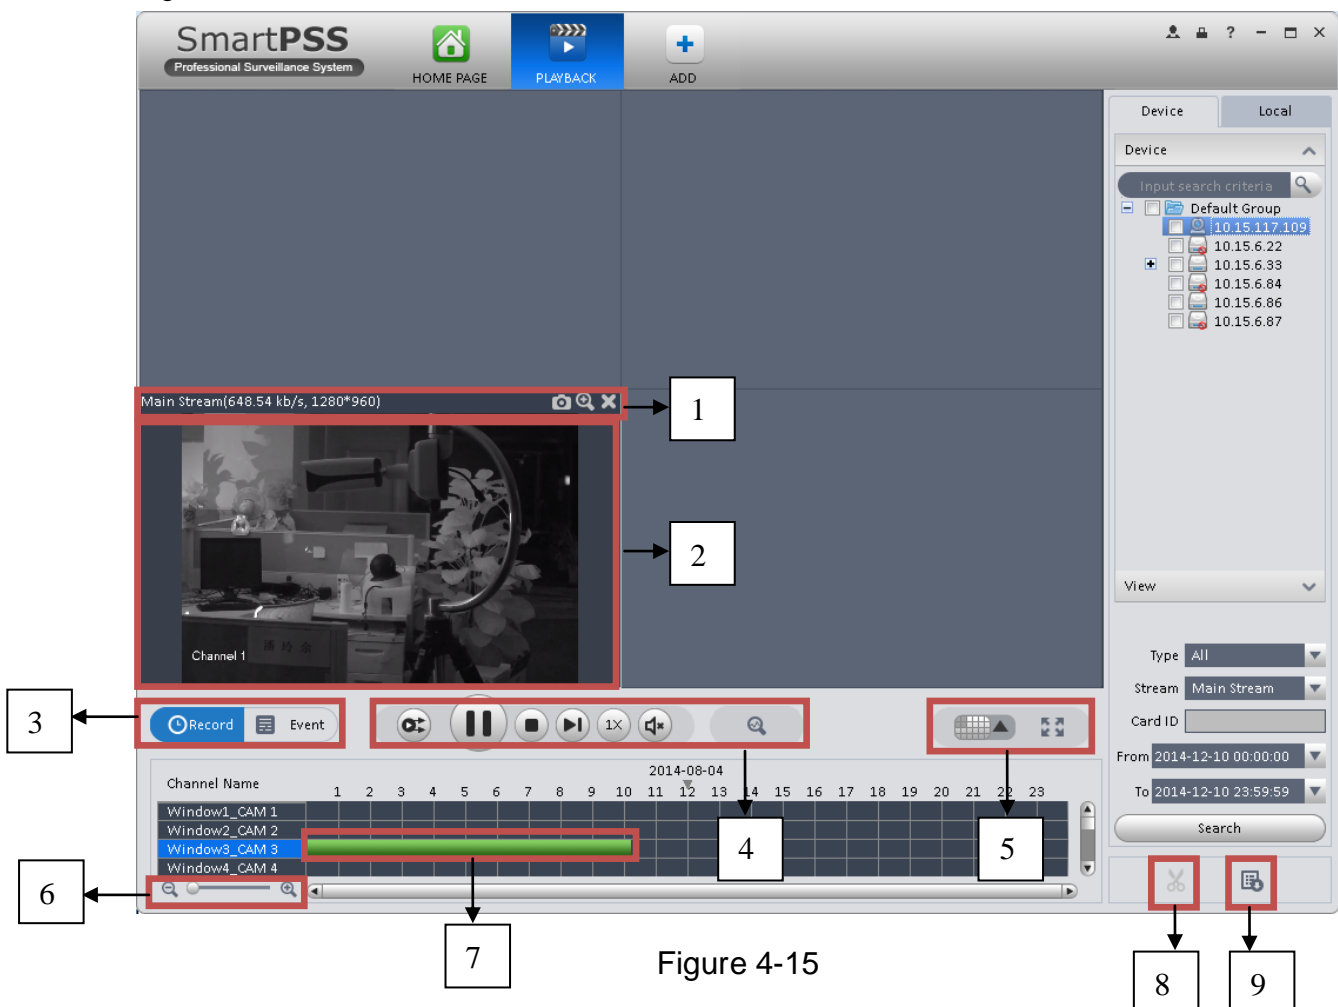 SmartPSS
Professional Surveillance System
HOME PAGE
PLAYBACK
ADD
?
Device
Local
Device
Input search criteria
Default Group
10.15.117.109
10.15.6.22
10.15.6.33
10.15.6.84
10.15.6.86
10.15.6.87
Main Stream(648.54 kb/s, 1280*960)
1
2
Channel 1
View
Type All
Stream Main Stream
Card ID
From 2014-12-10 00:00:00
To 2014-12-10 23:59:59
Search
3
Record
Event
1X
2014-08-04
Channel Name
1 2 3 4 5 6 7 8 9 10 11 12 13 14 15 16 17 18 19 20 21 22 23
Window1_CAM 1
Window2_CAM 2
Window3_CAM 3
Window4_CAM 4
4
5
6
7
8
9
Figure 4-15